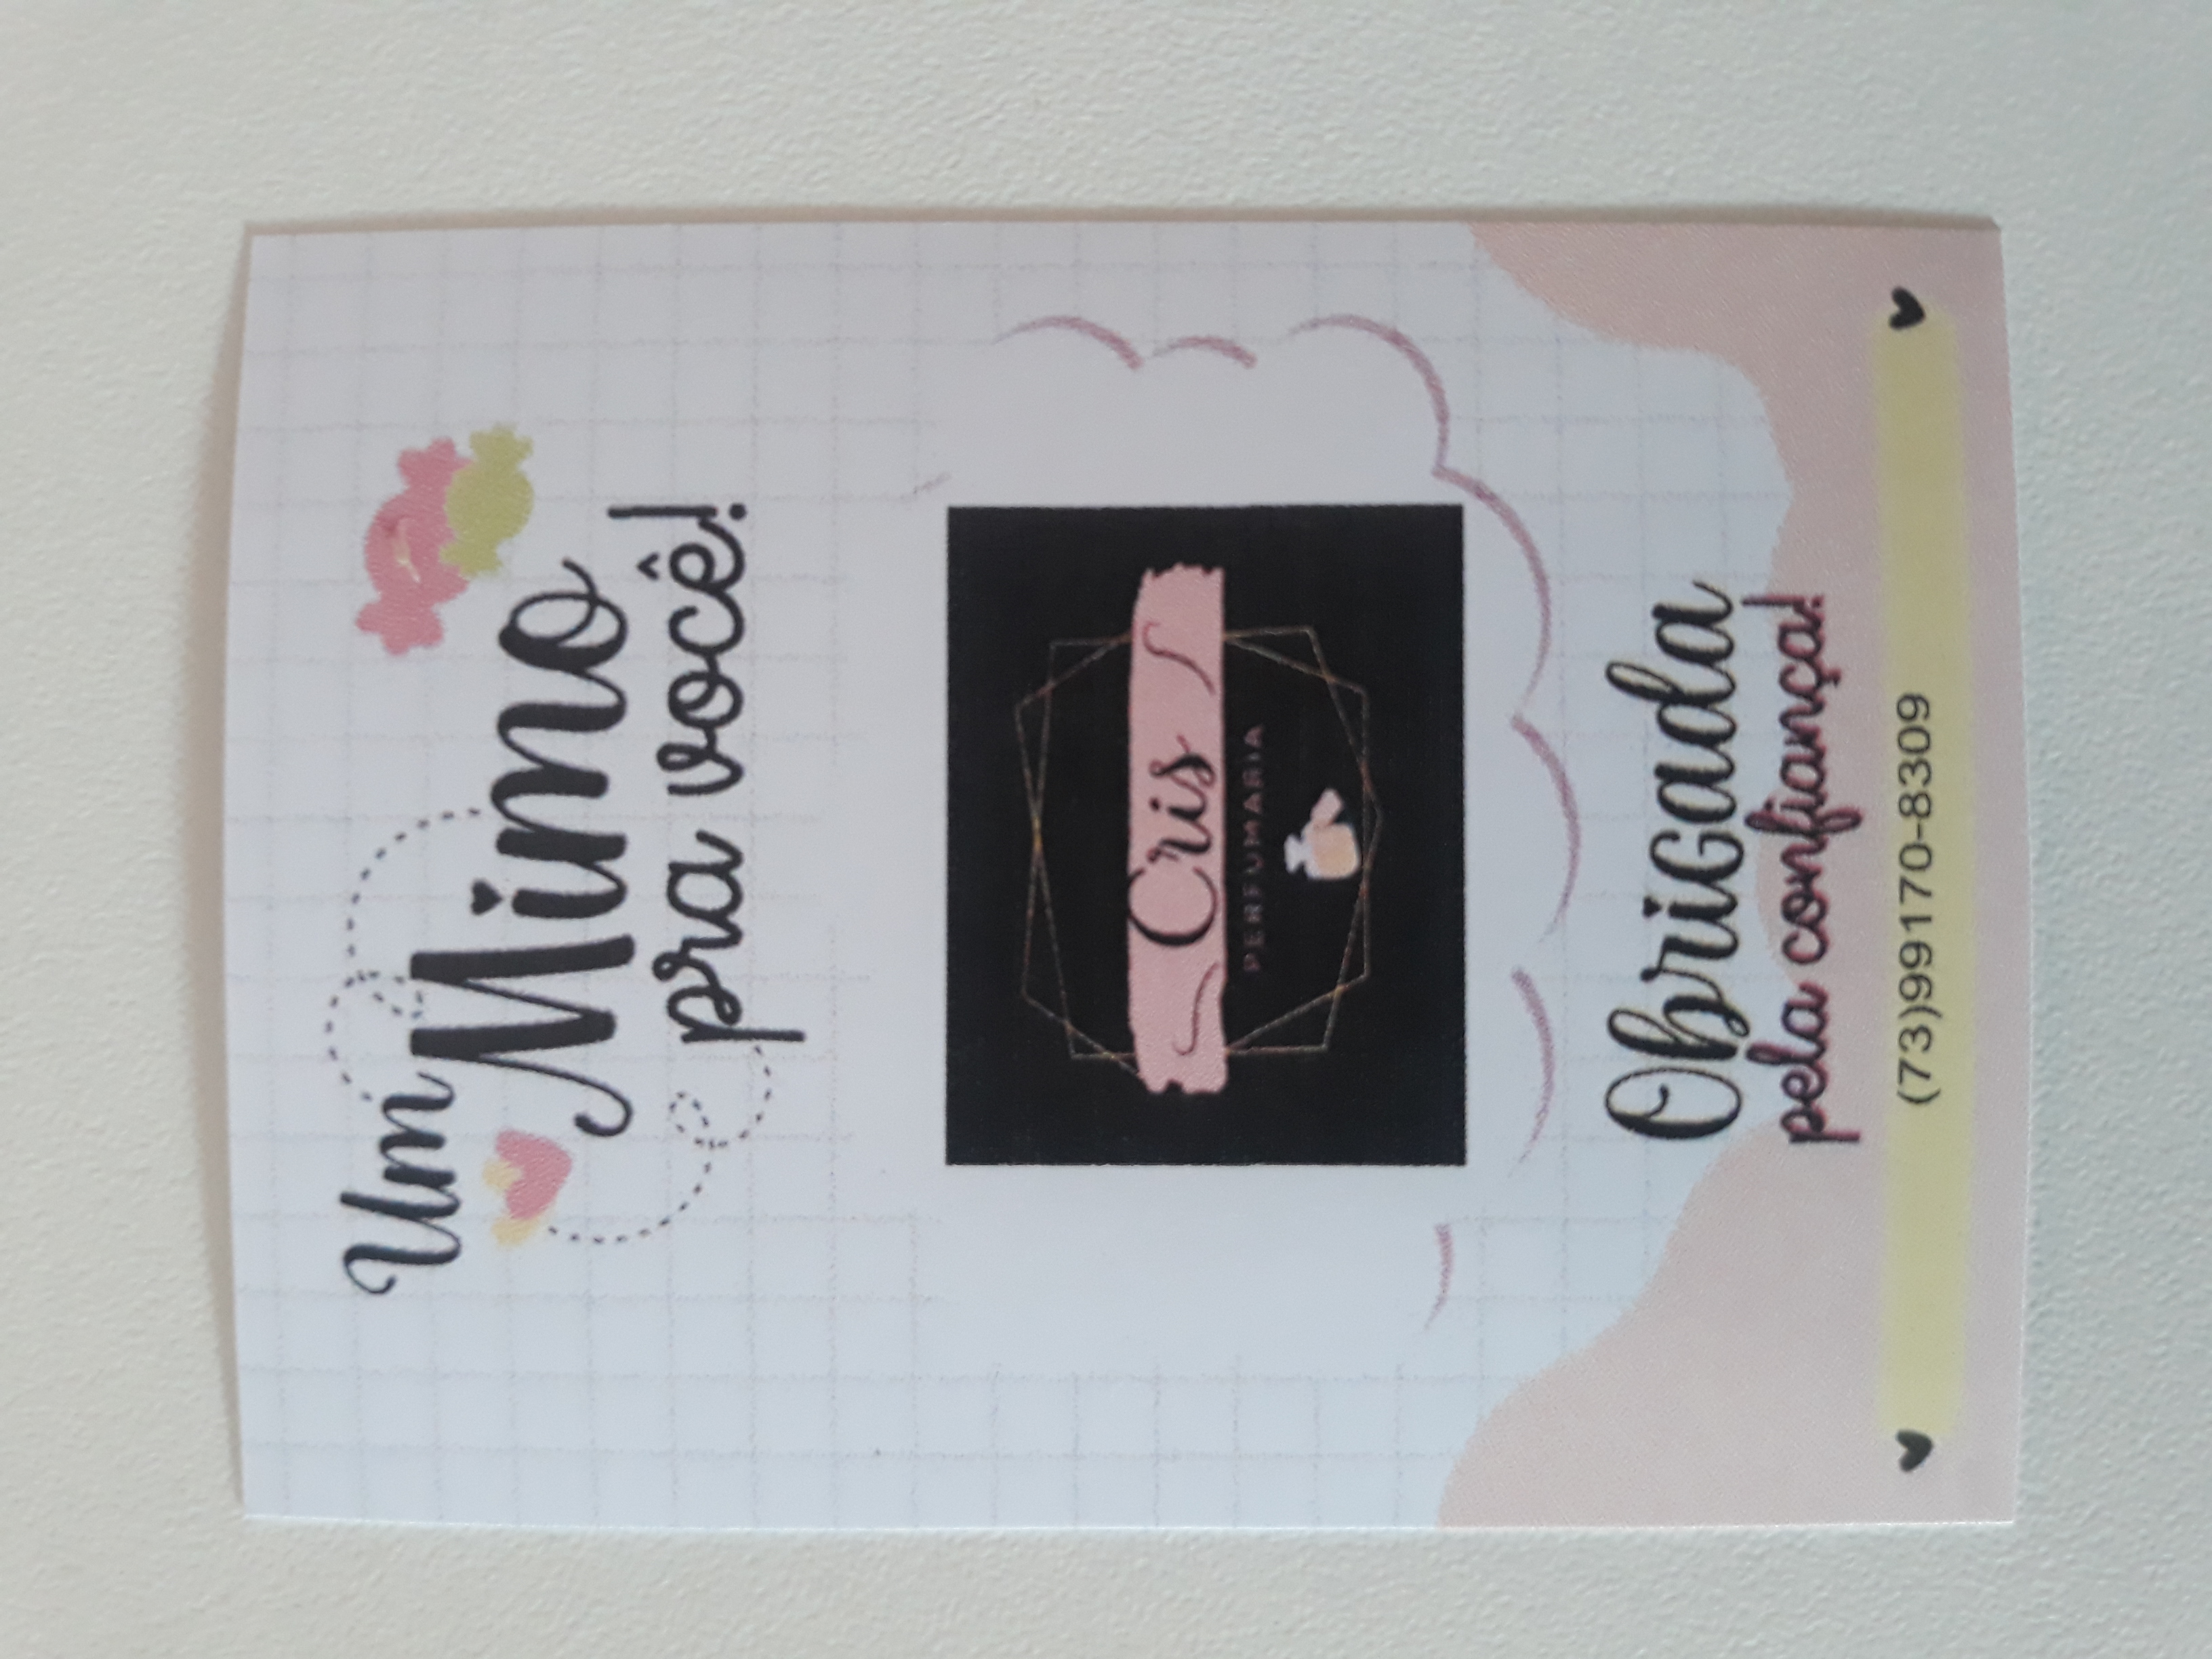 Um
Mimo
pra você!
Cris
PERFUMARIA
Obrigada
pela confiança!
(73)99170-8309